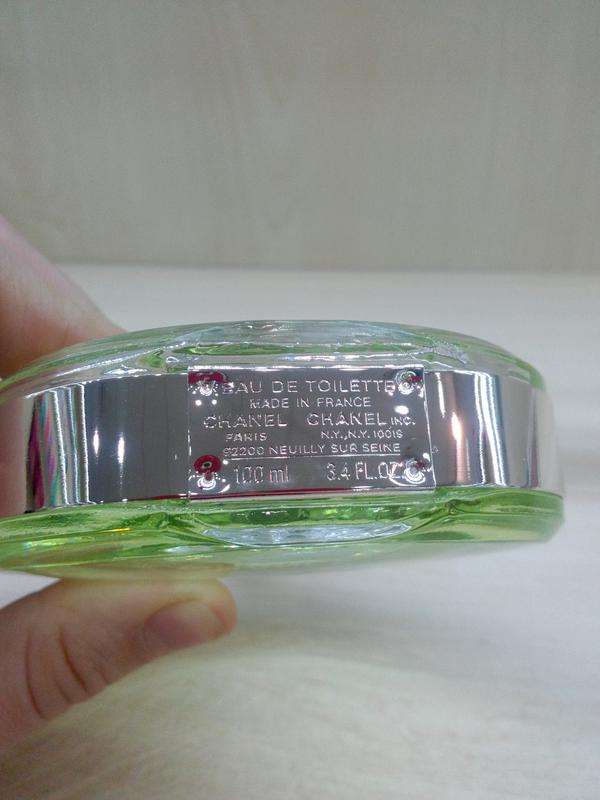 EAU DE TOILETTE
MADE IN FRANCE
CHANEL CHANEL INC.
PARIS N.Y., N.Y. 10019
92200 NEUILLY SUR SEINE
100 ml 3.4 FL.OZ.